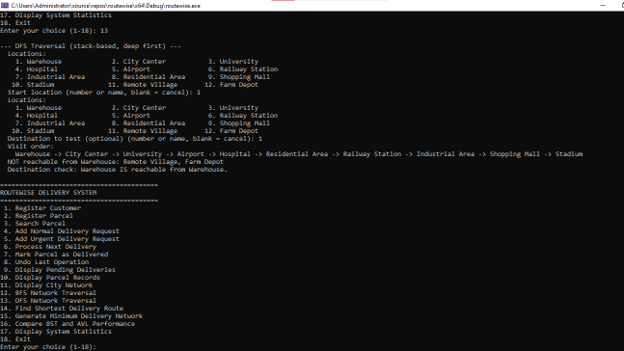 C:\Users\Administrator\source\repos\routewise\x64\Debug\routewise.exe
17. Display System Statistics
18. Exit
Enter your choice (1-18): 13
--- DFS Traversal (stack-based, deep first) ---
Locations:
1. Warehouse 2. City Center 3. University
4. Hospital 5. Airport 6. Railway Station
7. Industrial Area 8. Residential Area 9. Shopping Mall
10. Stadium 11. Remote Village 12. Farm Depot
Start location (number or name, blank = cancel): 1
Locations:
1. Warehouse 2. City Center 3. University
4. Hospital 5. Airport 6. Railway Station
7. Industrial Area 8. Residential Area 9. Shopping Mall
10. Stadium 11. Remote Village 12. Farm Depot
Destination to test (optional) (number or name, blank = cancel): 1
Visit order:
Warehouse -> City Center -> University -> Airport -> Hospital -> Residential Area -> Railway Station -> Industrial Area -> Shopping Mall -> Stadium
NOT reachable from Warehouse: Remote Village, Farm Depot
Destination check: Warehouse IS reachable from Warehouse.
========================================
ROUTEWISE DELIVERY SYSTEM
========================================
1. Register Customer
2. Register Parcel
3. Search Parcel
4. Add Normal Delivery Request
5. Add Urgent Delivery Request
6. Process Next Delivery
7. Mark Parcel as Delivered
8. Undo Last Operation
9. Display Pending Deliveries
10. Display Parcel Records
11. Display City Network
12. BFS Network Traversal
13. DFS Network Traversal
14. Find Shortest Delivery Route
15. Generate Minimum Delivery Network
16. Compare BST and AVL Performance
17. Display System Statistics
18. Exit
Enter your choice (1-18):